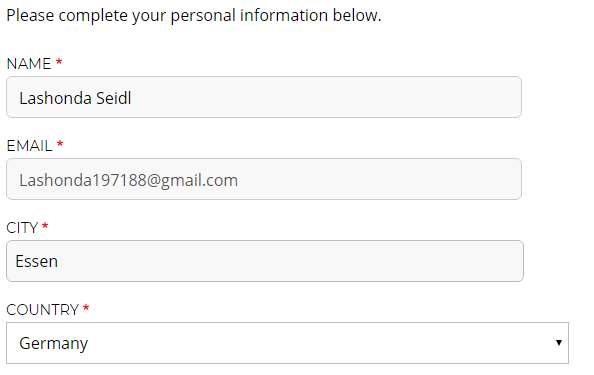 Please complete your personal information below.
NAME *
Lashonda Seidl
EMAIL *
Lashonda197188@gmail.com
CITY *
Essen
COUNTRY *
Germany